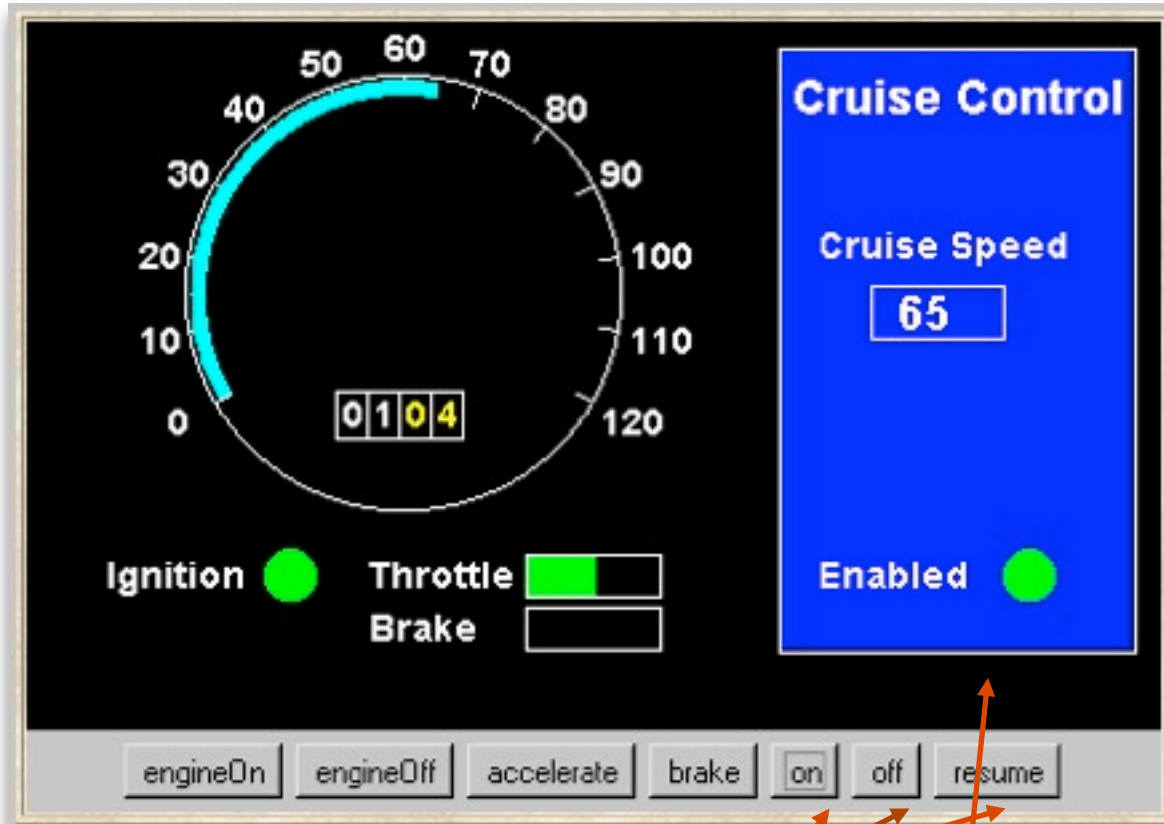 60
50 70
40 80
30 90
20 100
10 110
0 0104 120
Cruise Control
Cruise Speed
65
Ignition Throttle
Brake
Enabled
engineOn engineOff accelerate brake on off resume